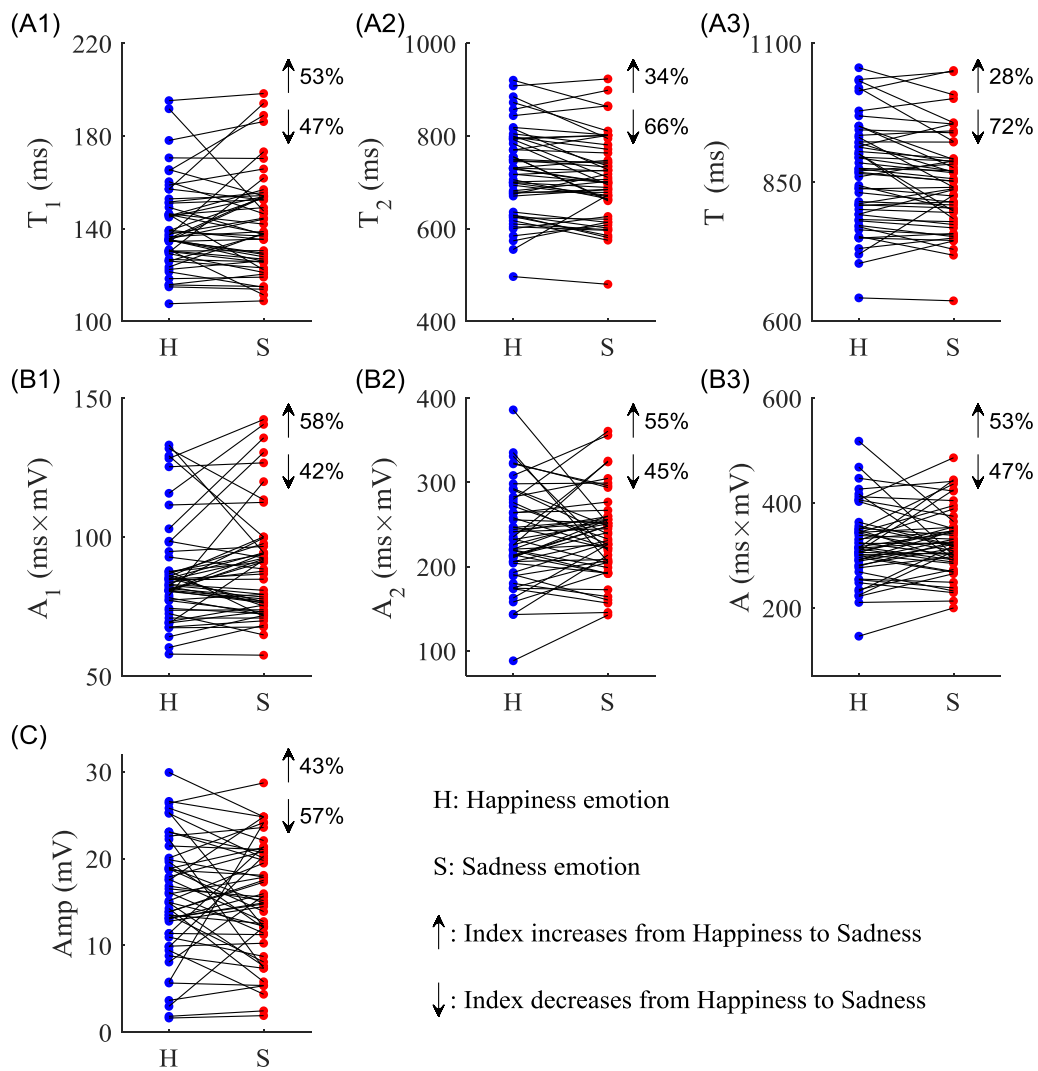 (A1)
220
180
140
100
T1 (ms)
H
S
53%
47%
(A2)
1000
800
600
400
T2 (ms)
H
S
34%
66%
(A3)
1100
850
600
T (ms)
H
S
28%
72%
(B1)
150
100
50
A1 (ms×mV)
H
S
58%
42%
(B2)
400
300
200
100
A2 (ms×mV)
H
S
55%
45%
(B3)
600
400
200
A (ms×mV)
H
S
53%
47%
(C)
30
20
10
0
Amp (mV)
H
S
43%
57%
H: Happiness emotion
S: Sadness emotion
↑: Index increases from Happiness to Sadness
↓: Index decreases from Happiness to Sadness